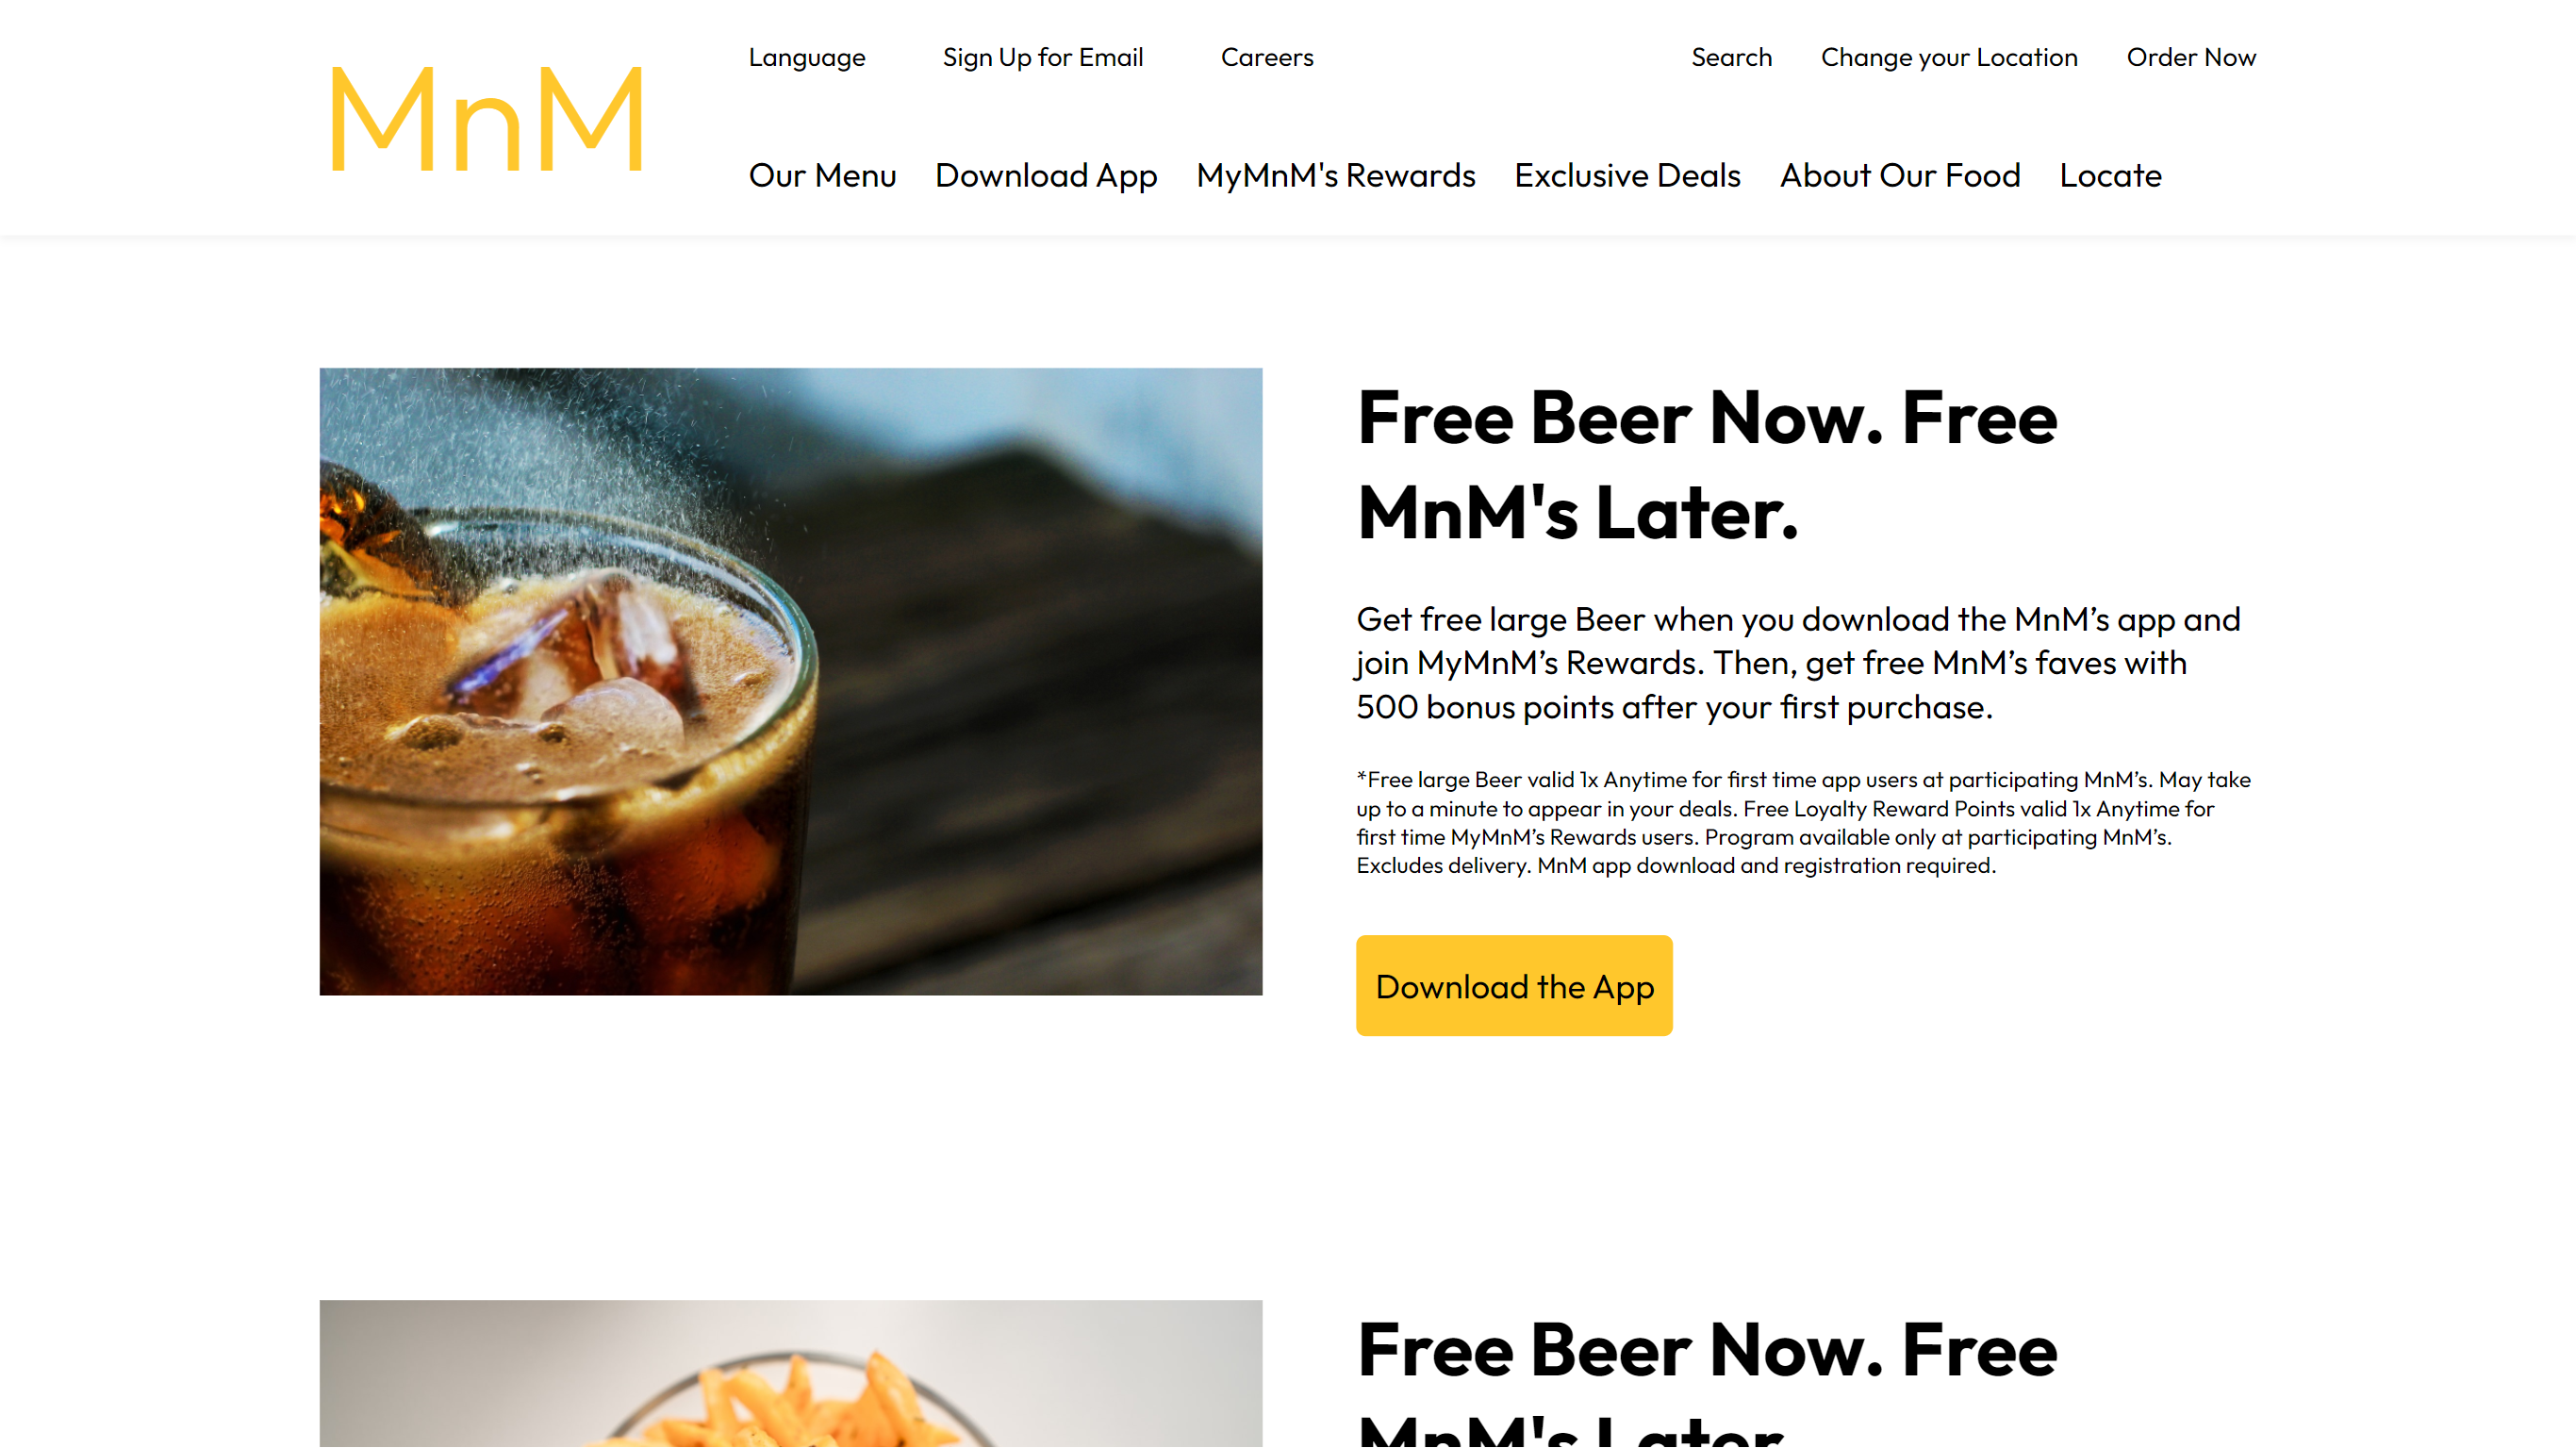 MnM
Language
Sign Up for Email
Careers
Search
Change your Location
Order Now
Our Menu
Download App
MyMnM's Rewards
Exclusive Deals
About Our Food
Locate
Free Beer Now. Free
MnM's Later.
Get free large Beer when you download the MnM’s app and
join MyMnM’s Rewards. Then, get free MnM’s faves with
500 bonus points after your first purchase.
*Free large Beer valid 1x Anytime for first time app users at participating MnM’s. May take
up to a minute to appear in your deals. Free Loyalty Reward Points valid 1x Anytime for
first time MyMnM’s Rewards users. Program available only at participating MnM’s.
Excludes delivery. MnM app download and registration required.
Download the App
Free Beer Now. Free
MnM's Later